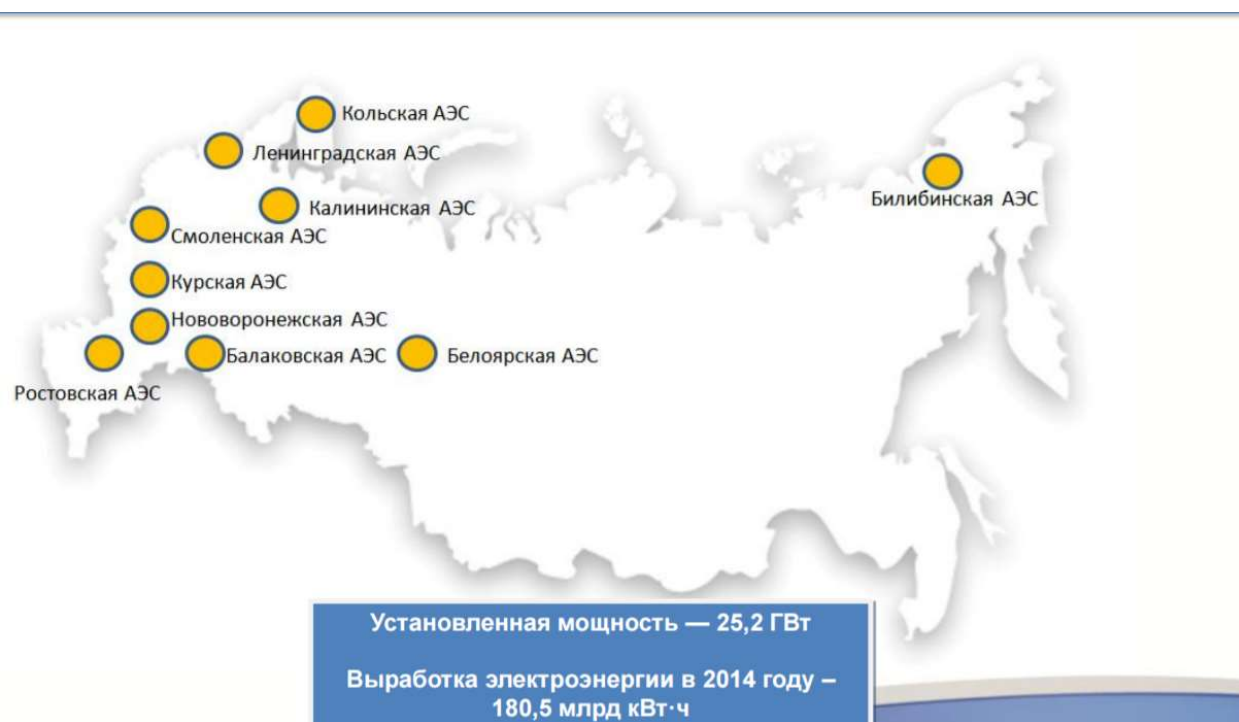 Кольская АЭС
Ленинградская АЭС
Билибинская АЭС
Калининская АЭС
Смоленская АЭС
Курская АЭС
Нововоронежская АЭС
Балаковская АЭС
Белоярская АЭС
Ростовская АЭС
Установленная мощность — 25,2 ГВт
Выработка электроэнергии в 2014 году –
180,5 млрд кВт·ч